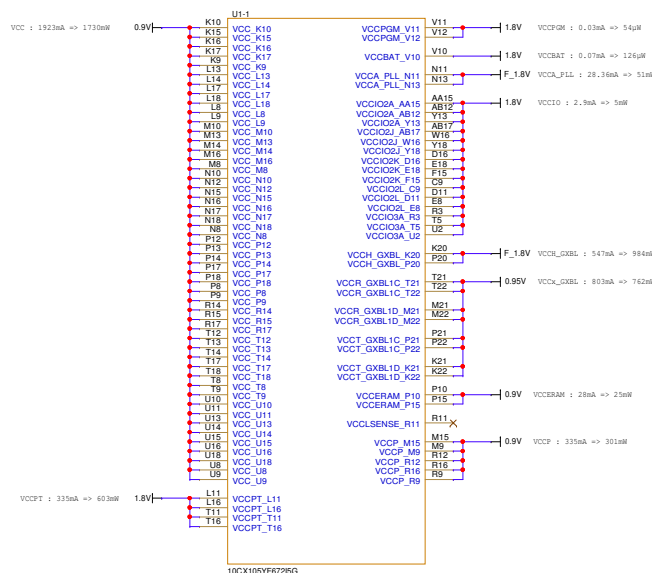 U1-1
VCC : 1923mA => 1730mW 0.9V K10 VCC_K10 VCCPGM_V11 V11 1.8V VCCPGM : 0.03mA => 54µW
K15 VCC_K15 VCCPGM_V12 V12
K16 VCC_K16
K17 VCC_K17 VCCBAT_V10 V10 1.8V VCCBAT : 0.07mA => 126µW
K9 VCC_K9
L13 VCC_L13 VCCA_PLL_N11 N11 F_1.8V VCCA_PLL : 28.36mA => 51mW
L14 VCC_L14 VCCA_PLL_N13 N13
L17 VCC_L17
L18 VCC_L18 VCCIO2A_AA15 AA15 1.8V VCCIO : 2.9mA => 5mW
L8 VCC_L8 VCCIO2A_AB12 AB12
L9 VCC_L9 VCCIO2A_Y13 Y13
M10 VCC_M10 VCCIO2J_AB17 AB17
M13 VCC_M13 VCCIO2J_W16 W16
M14 VCC_M14 VCCIO2J_Y18 Y18
M16 VCC_M16 VCCIO2K_D16 D16
M8 VCC_M8 VCCIO2K_E18 E18
N10 VCC_N10 VCCIO2K_F15 F15
N12 VCC_N12 VCCIO2L_C9 C9
N15 VCC_N15 VCCIO2L_D11 D11
N16 VCC_N16 VCCIO2L_E8 E8
N17 VCC_N17 VCCIO3A_R3 R3
N18 VCC_N18 VCCIO3A_T5 T5
N8 VCC_N8 VCCIO3A_U2 U2
P12 VCC_P12
P13 VCC_P13 VCCH_GXBL_K20 K20 F_1.8V VCCH_GXBL : 547mA => 984mW
P14 VCC_P14 VCCH_GXBL_P20 P20
P17 VCC_P17
P18 VCC_P18 VCCR_GXBL1C_T21 T21 0.95V VCCx_GXBL : 803mA => 762mW
P8 VCC_P8 VCCR_GXBL1C_T22 T22
P9 VCC_P9
R14 VCC_R14 VCCR_GXBL1D_M21 M21
R15 VCC_R15 VCCR_GXBL1D_M22 M22
R17 VCC_R17
T12 VCC_T12 VCCT_GXBL1C_P21 P21
T13 VCC_T13 VCCT_GXBL1C_P22 P22
T14 VCC_T14
T17 VCC_T17 VCCT_GXBL1D_K21 K21
T18 VCC_T18 VCCT_GXBL1D_K22 K22
T8 VCC_T8
T9 VCC_T9 VCCERAM_P10 P10 0.9V VCCERAM : 28mA => 25mW
U10 VCC_U10 VCCERAM_P15 P15
U11 VCC_U11
U13 VCC_U13 VCCLSENSE_R11 R11
U14 VCC_U14
U15 VCC_U15 VCCP_M15 M15 0.9V VCCP : 335mA => 301mW
U16 VCC_U16 VCCP_M9 M9
U18 VCC_U18 VCCP_R12 R12
U8 VCC_U8 VCCP_R16 R16
U9 VCC_U9 VCCP_R9 R9
VCCPT : 335mA => 603mW 1.8V L11 VCCPT_L11
L16 VCCPT_L16
T11 VCCPT_T11
T16 VCCPT_T16
10CX105YF672I5G